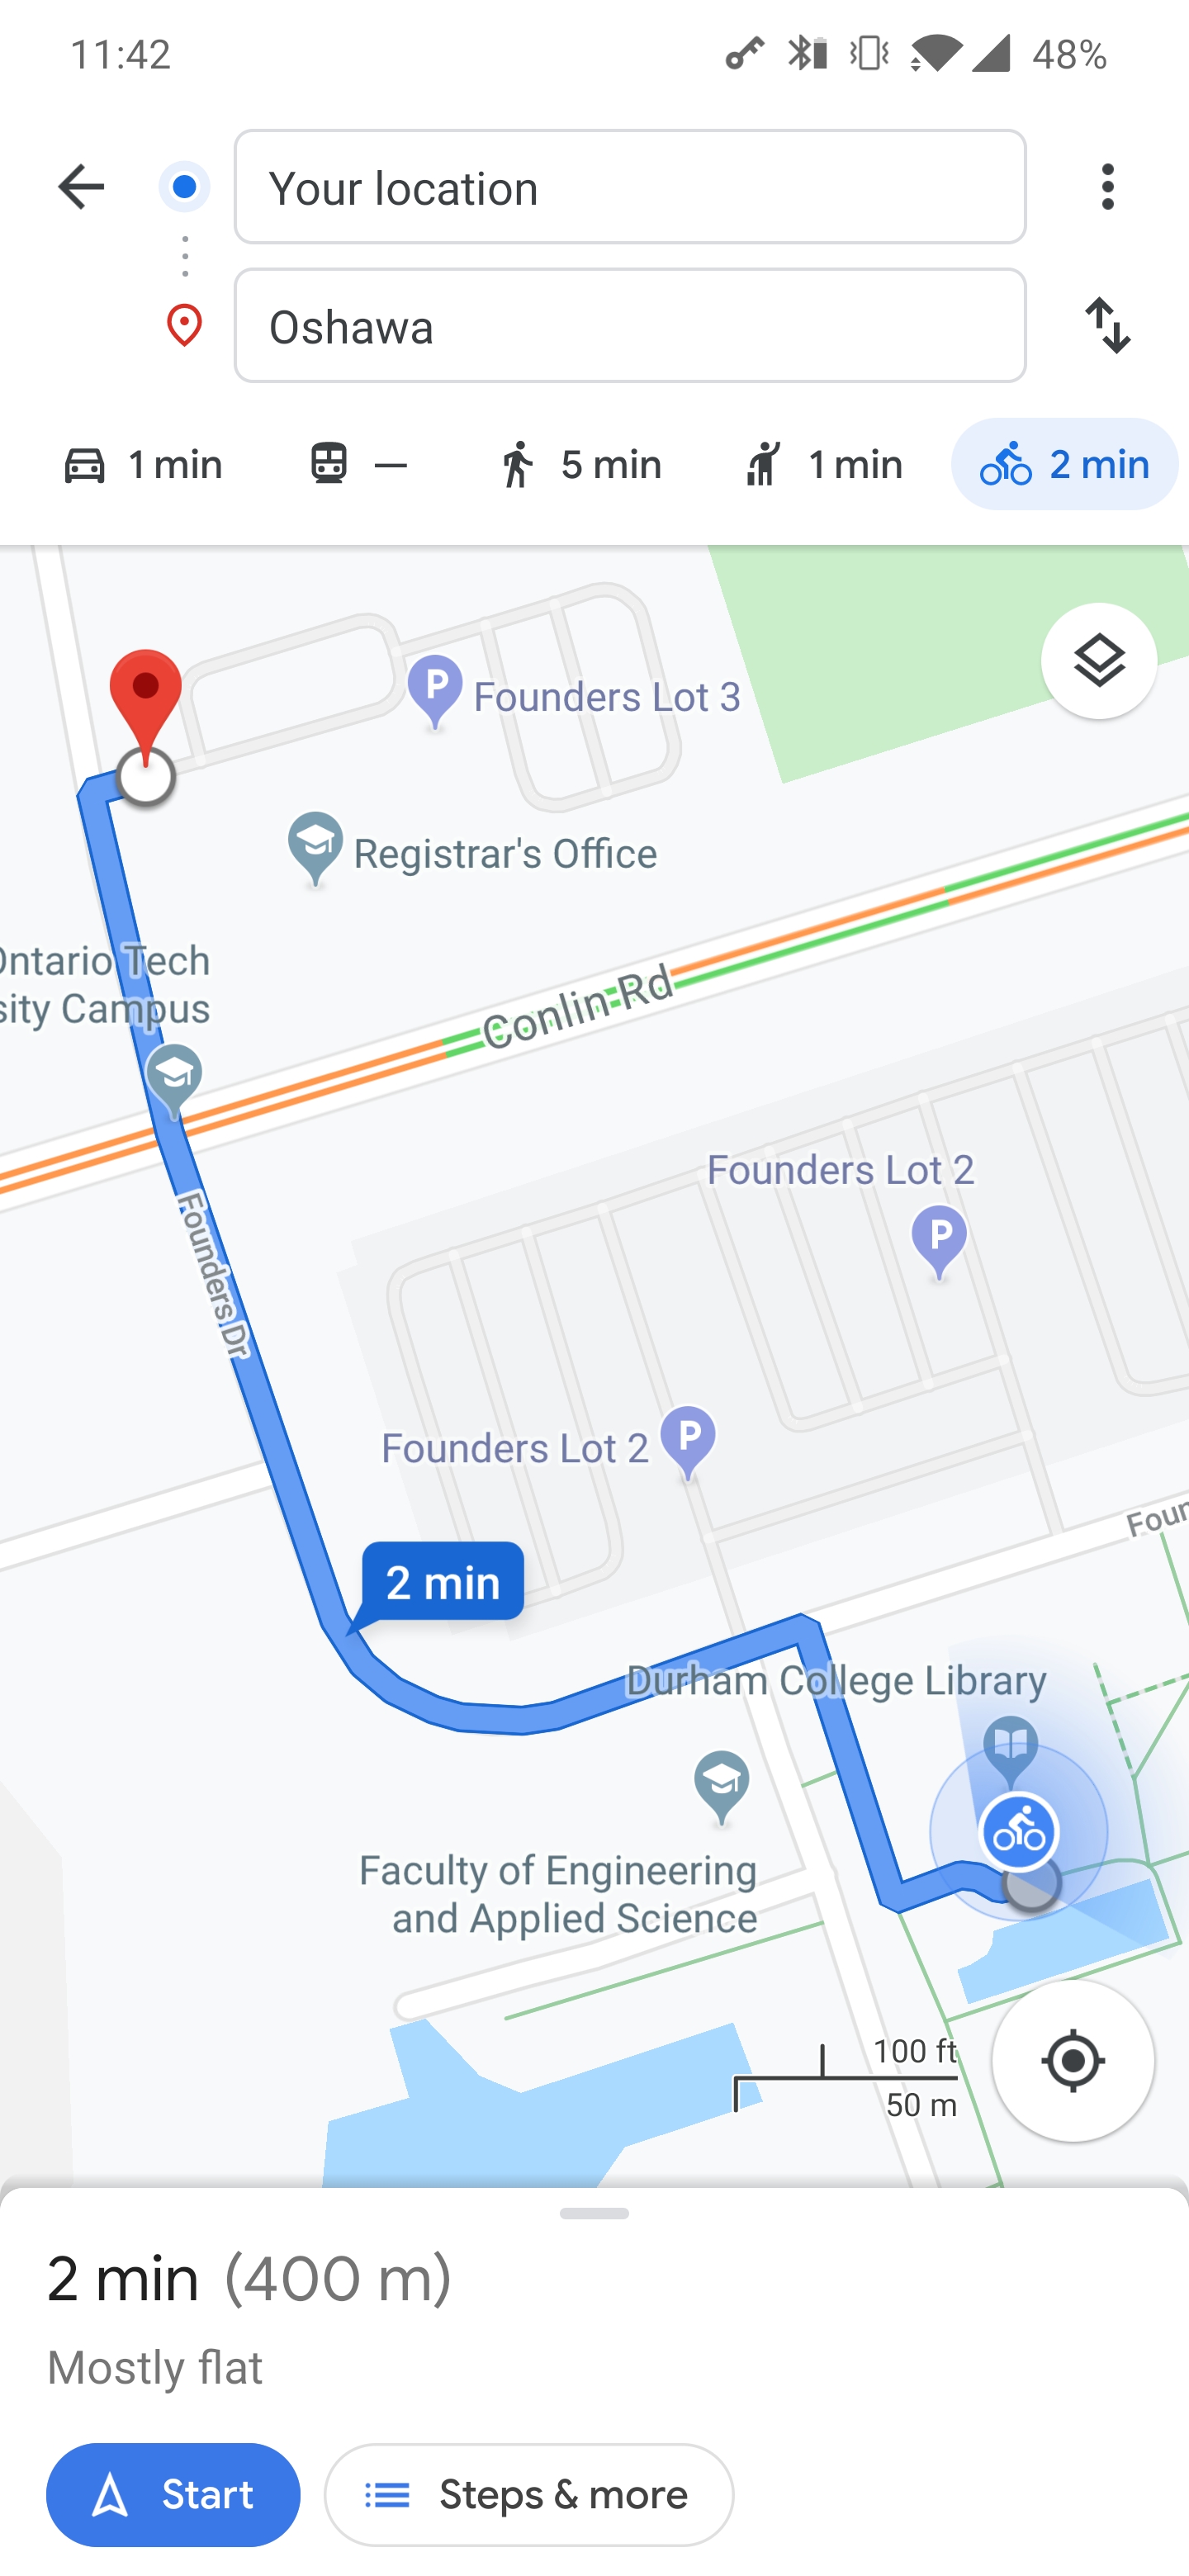 11:42
48%
Your location
Oshawa
1 min
—
5 min
1 min
2 min
P
Founders Lot 3
Registrar's Office
Ontario Tech
sity Campus
Conlin Rd
Founders Lot 2
P
Founders Dr
Founders Lot 2
P
Foun
2 min
Durham College Library
Faculty of Engineering
and Applied Science
100 ft
50 m
2 min (400 m)
Mostly flat
Start
Steps & more